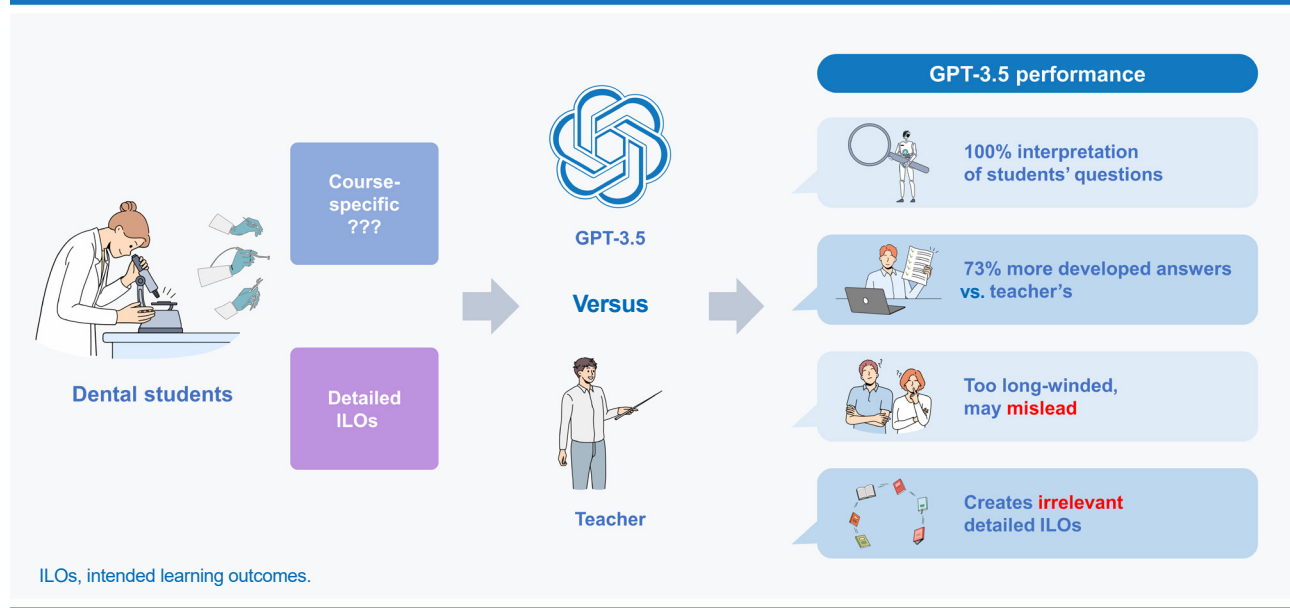 Dental students
Course-
specific
???
Detailed
ILOs
GPT-3.5
Versus
Teacher
GPT-3.5 performance
100% interpretation
of students’ questions
73% more developed answers
vs. teacher’s
Too long-winded,
may mislead
Creates irrelevant
detailed ILOs
ILOs, intended learning outcomes.